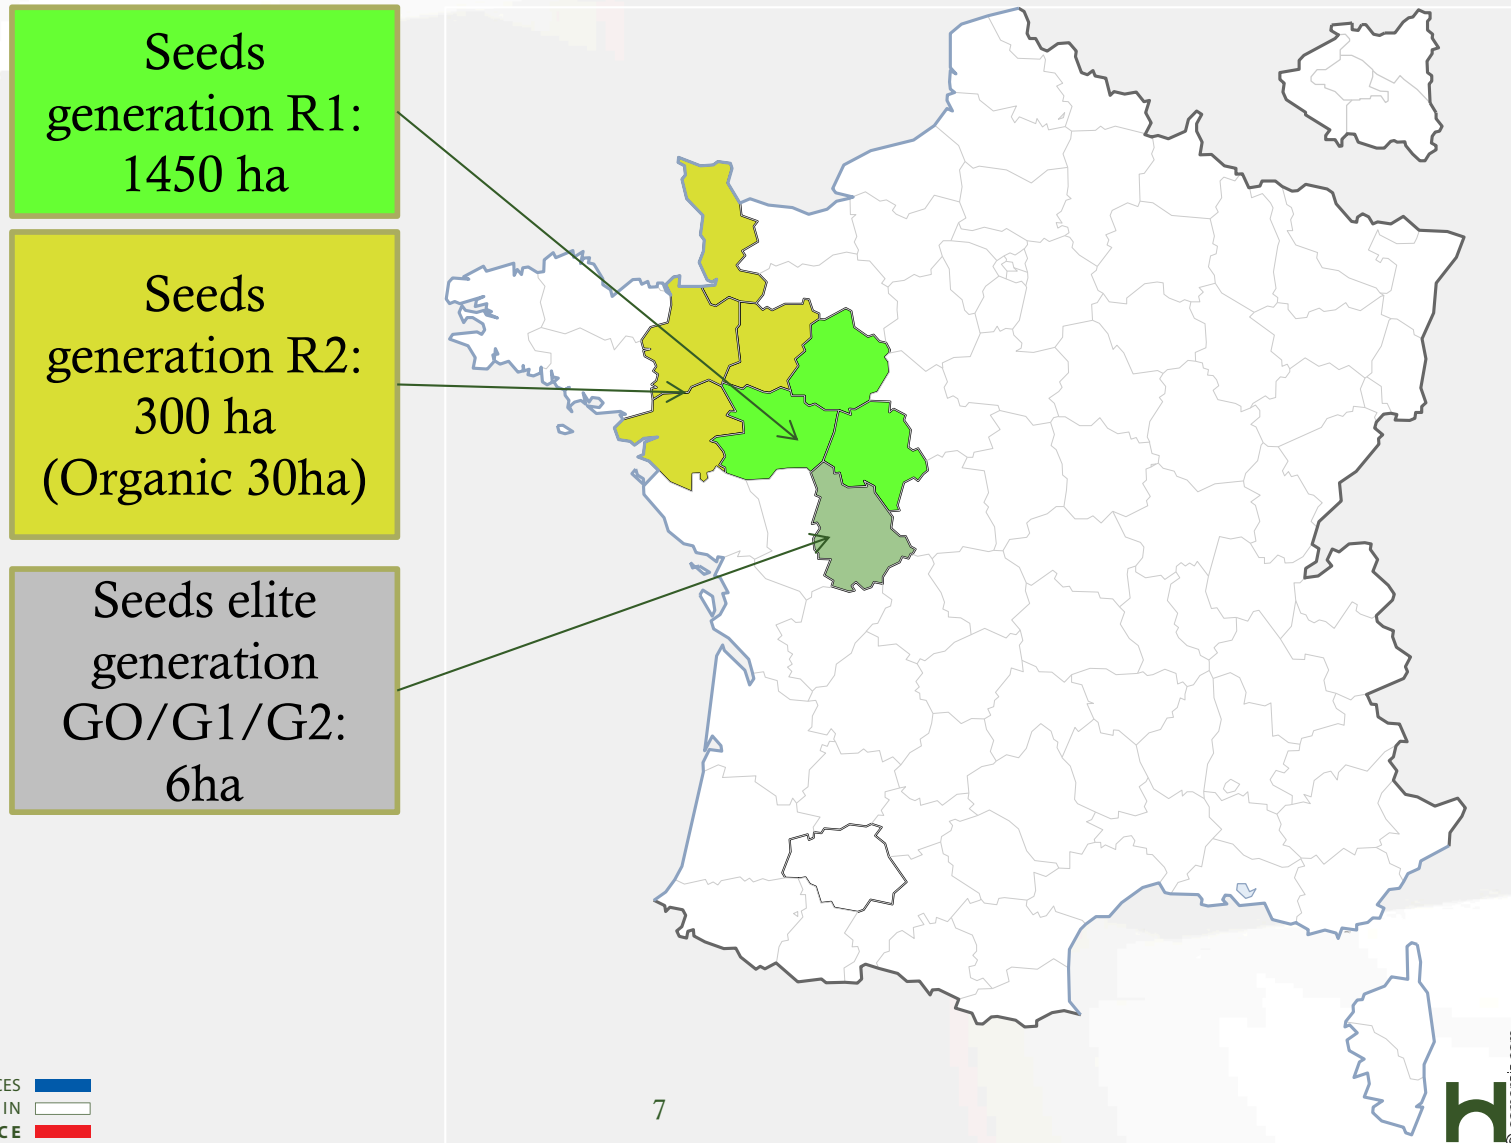 Seeds
generation R1:
1450 ha
Seeds
generation R2:
300 ha
(Organic 30ha)
Seeds elite
generation
GO/G1/G2:
6ha
IN
7